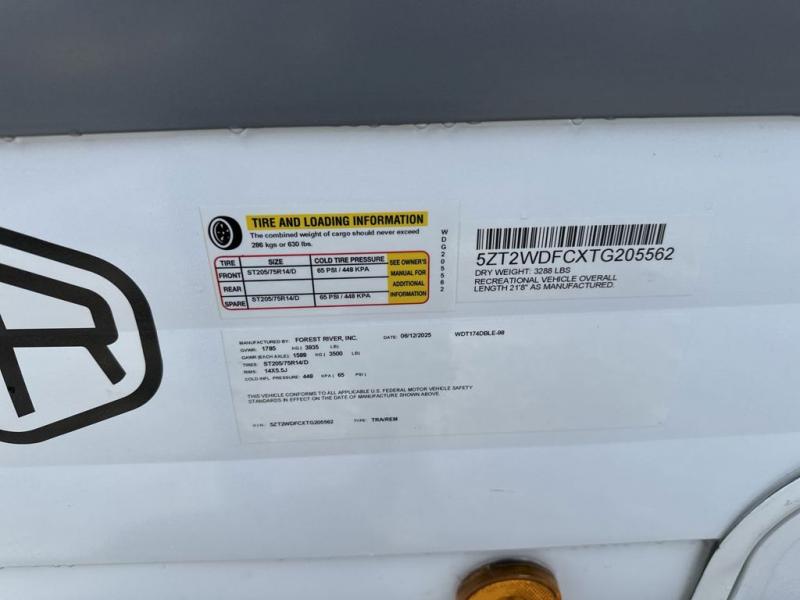 TIRE AND LOADING INFORMATION
The combined weight of cargo should never exceed
286 kgs or 630 lbs.
TIRE SIZE COLD TIRE PRESSURE SEE OWNER'S MANUAL FOR ADDITIONAL INFORMATION
FRONT ST205/75R14/D 65 PSI / 448 KPA
REAR
SPARE ST205/75R14/D 65 PSI / 448 KPA
WDG205562
5ZT2WDFCXTG205562
DRY WEIGHT: 3288 LBS
RECREATIONAL VEHICLE OVERALL
LENGTH 21'8" AS MANUFACTURED.
MANUFACTURED BY: FOREST RIVER, INC. DATE: 06/12/2025 WDT174DBLE-98
GVWR: 1785 KG ( 3935 LB)
GAWR (EACH AXLE) 1588 KG ( 3500 LB)
TIRES: ST205/75R14/D
RIMS: 14X5.5J
COLD INFL. PRESSURE: 448 KPA ( 65 PSI )
THIS VEHICLE CONFORMS TO ALL APPLICABLE U.S. FEDERAL MOTOR VEHICLE SAFETY
STANDARDS IN EFFECT ON THE DATE OF MANUFACTURE SHOWN ABOVE.
V.I.N.: 5ZT2WDFCXTG205562 TYPE: TRA/REM